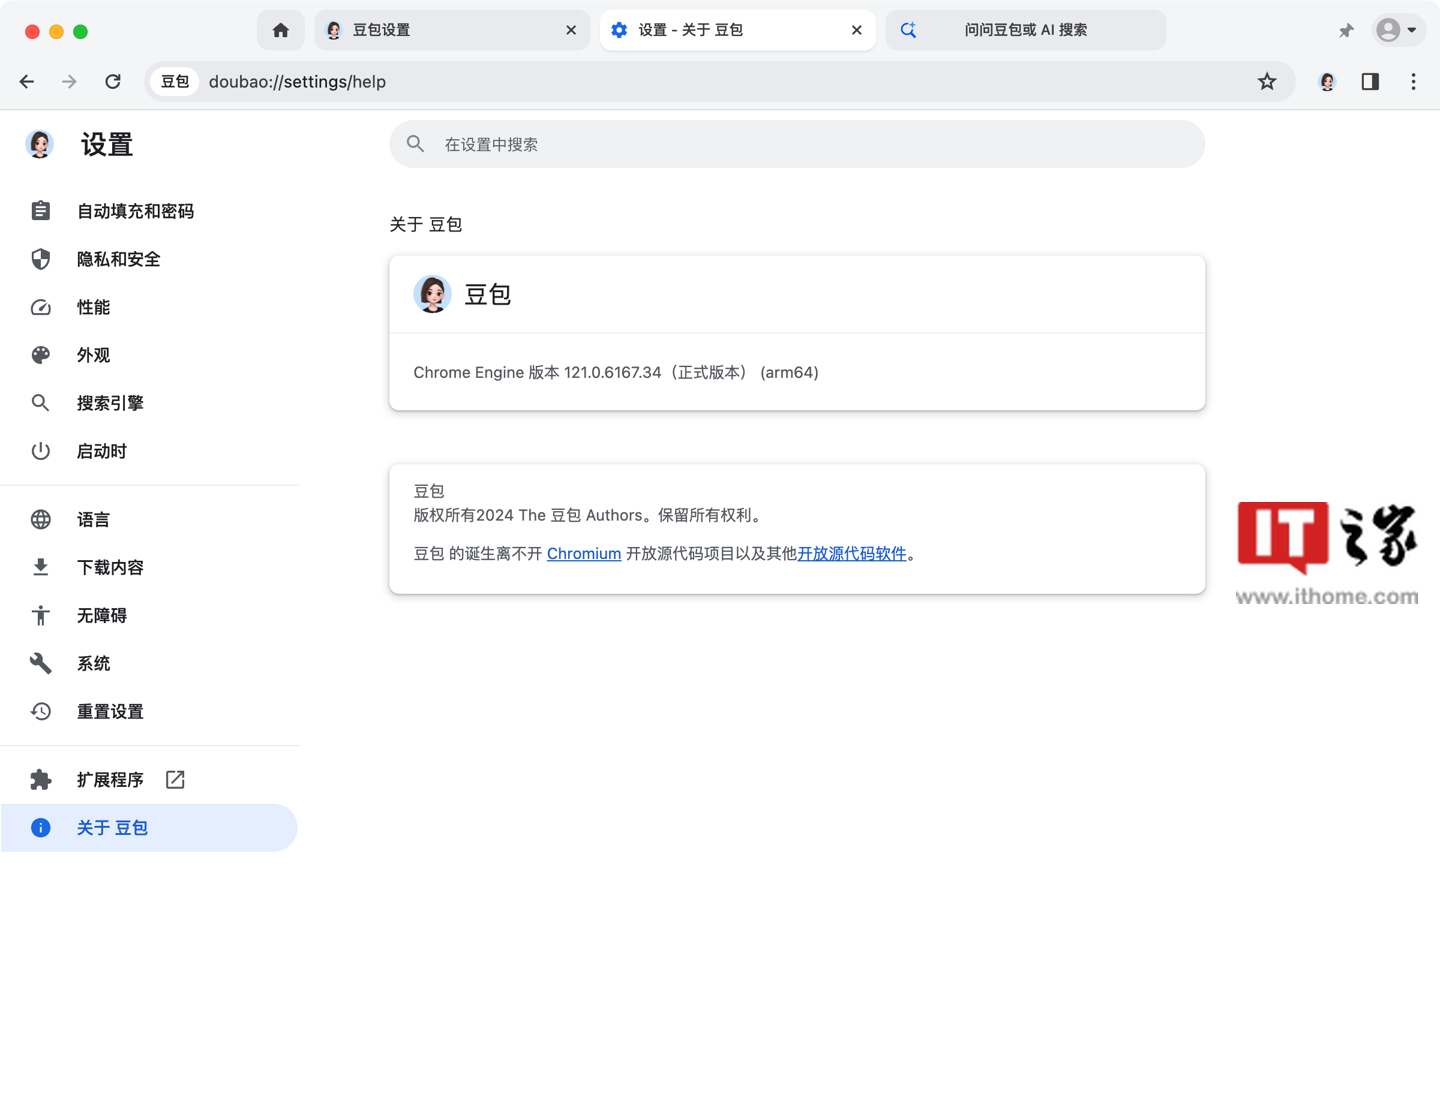 豆包设置
设置 - 关于 豆包
问问豆包或 AI 搜索
豆包
doubao://settings/help
设置
在设置中搜索
自动填充和密码
隐私和安全
性能
外观
搜索引擎
启动时
语言
下载内容
无障碍
系统
重置设置
扩展程序
关于 豆包
关于 豆包
豆包
Chrome Engine 版本 121.0.6167.34（正式版本） (arm64)
豆包
版权所有2024 The 豆包 Authors。保留所有权利。
豆包 的诞生离不开 Chromium 开放源代码项目以及其他开放源代码软件。
IT之家
www.ithome.com